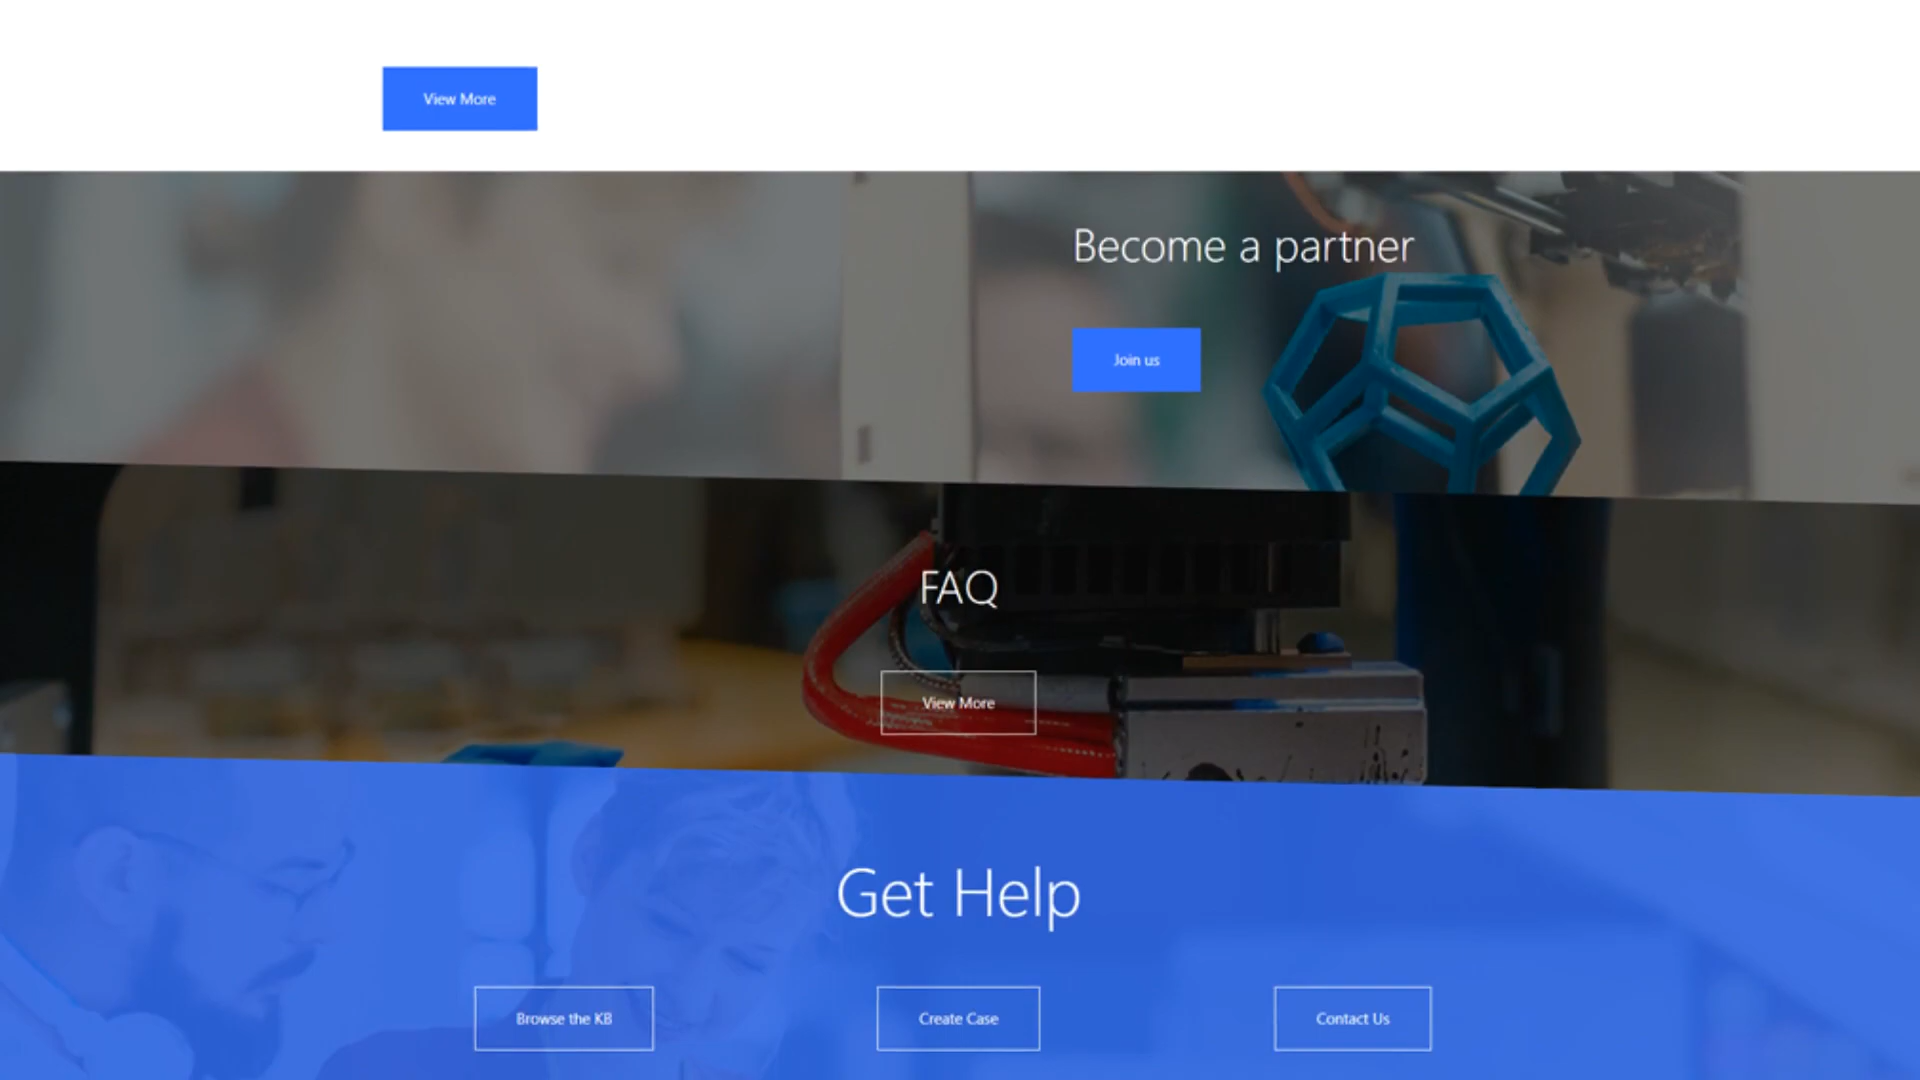 View More
Become a partner
Join us
FAQ
View More
Get Help
Browse the KB
Create Case
Contact Us